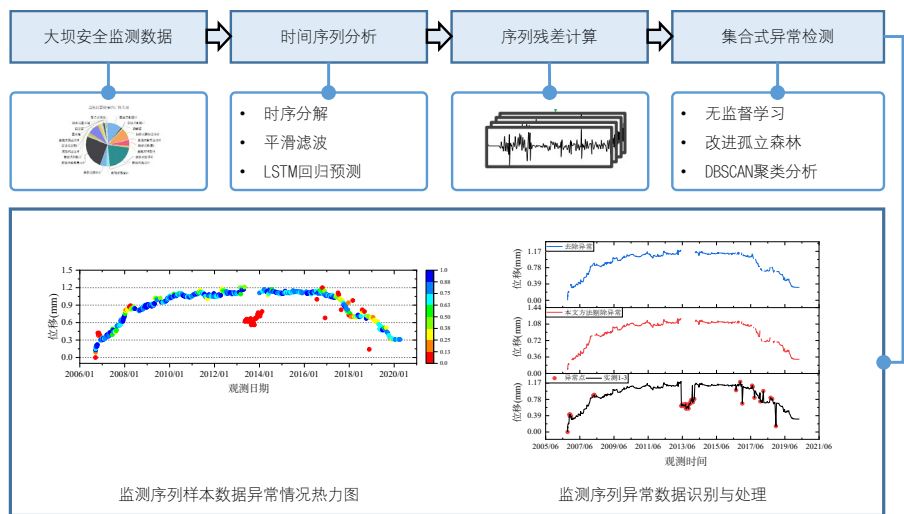 大坝安全监测数据
时间序列分析
序列残差计算
集合式异常检测
• 时序分解
• 平滑滤波
• LSTM回归预测
• 无监督学习
• 改进孤立森林
• DBSCAN聚类分析
位移(mm)
1.5
1.2
0.9
0.6
0.3
0.0
2006/01 2008/01 2010/01 2012/01 2014/01 2016/01 2018/01 2020/01
观测日期
1.0
0.88
0.75
0.63
0.50
0.38
0.25
0.13
0.0
去除异常
位移(mm)
1.17
0.78
0.39
0.00
本文方法剔除异常
位移(mm)
1.44
1.08
0.72
0.36
异常点 实测1-3
位移(mm)
1.17
0.78
0.39
0.00
2005/06 2007/06 2009/06 2011/06 2013/06 2015/06 2017/06 2019/06 2021/06
观测时间
监测序列样本数据异常情况热力图
监测序列异常数据识别与处理